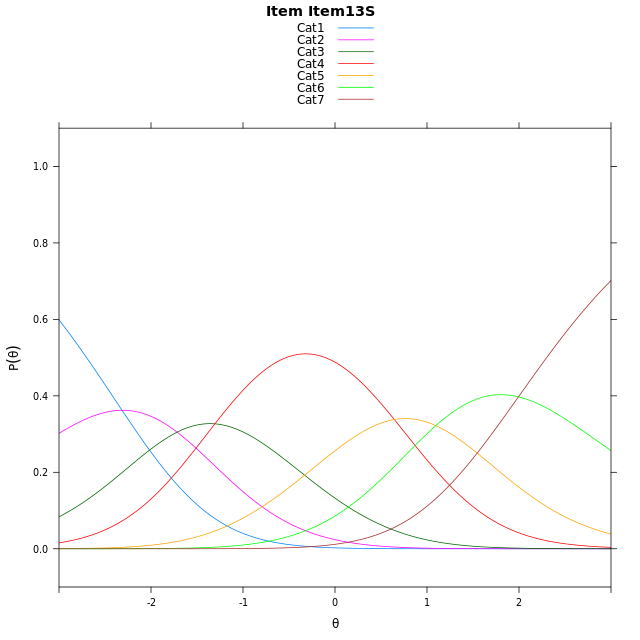 Item Item13S
Cat1
Cat2
Cat3
Cat4
Cat5
Cat6
Cat7
1.0
0.8
0.6
0.4
0.2
0.0
P(θ)
-2 -1 0 1 2
θ